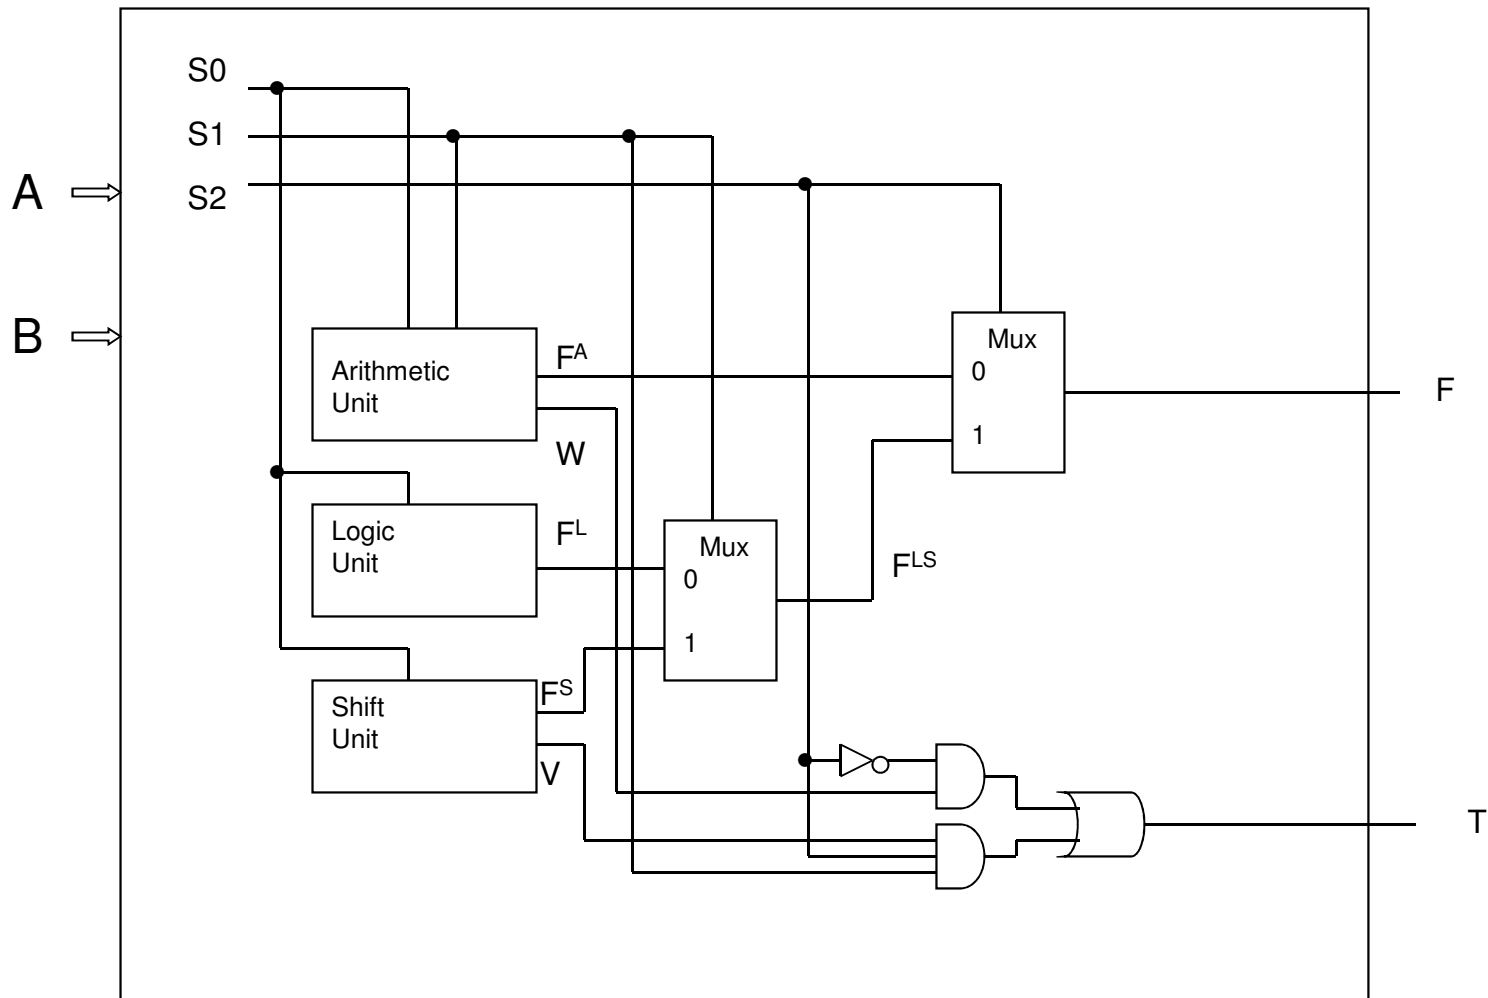 S0
S1
S2
A
B
Arithmetic
Unit
F^A
W
Mux
0
1
F
Logic
Unit
F^L
Mux
0
1
F^LS
Shift
Unit
F^S
V
T